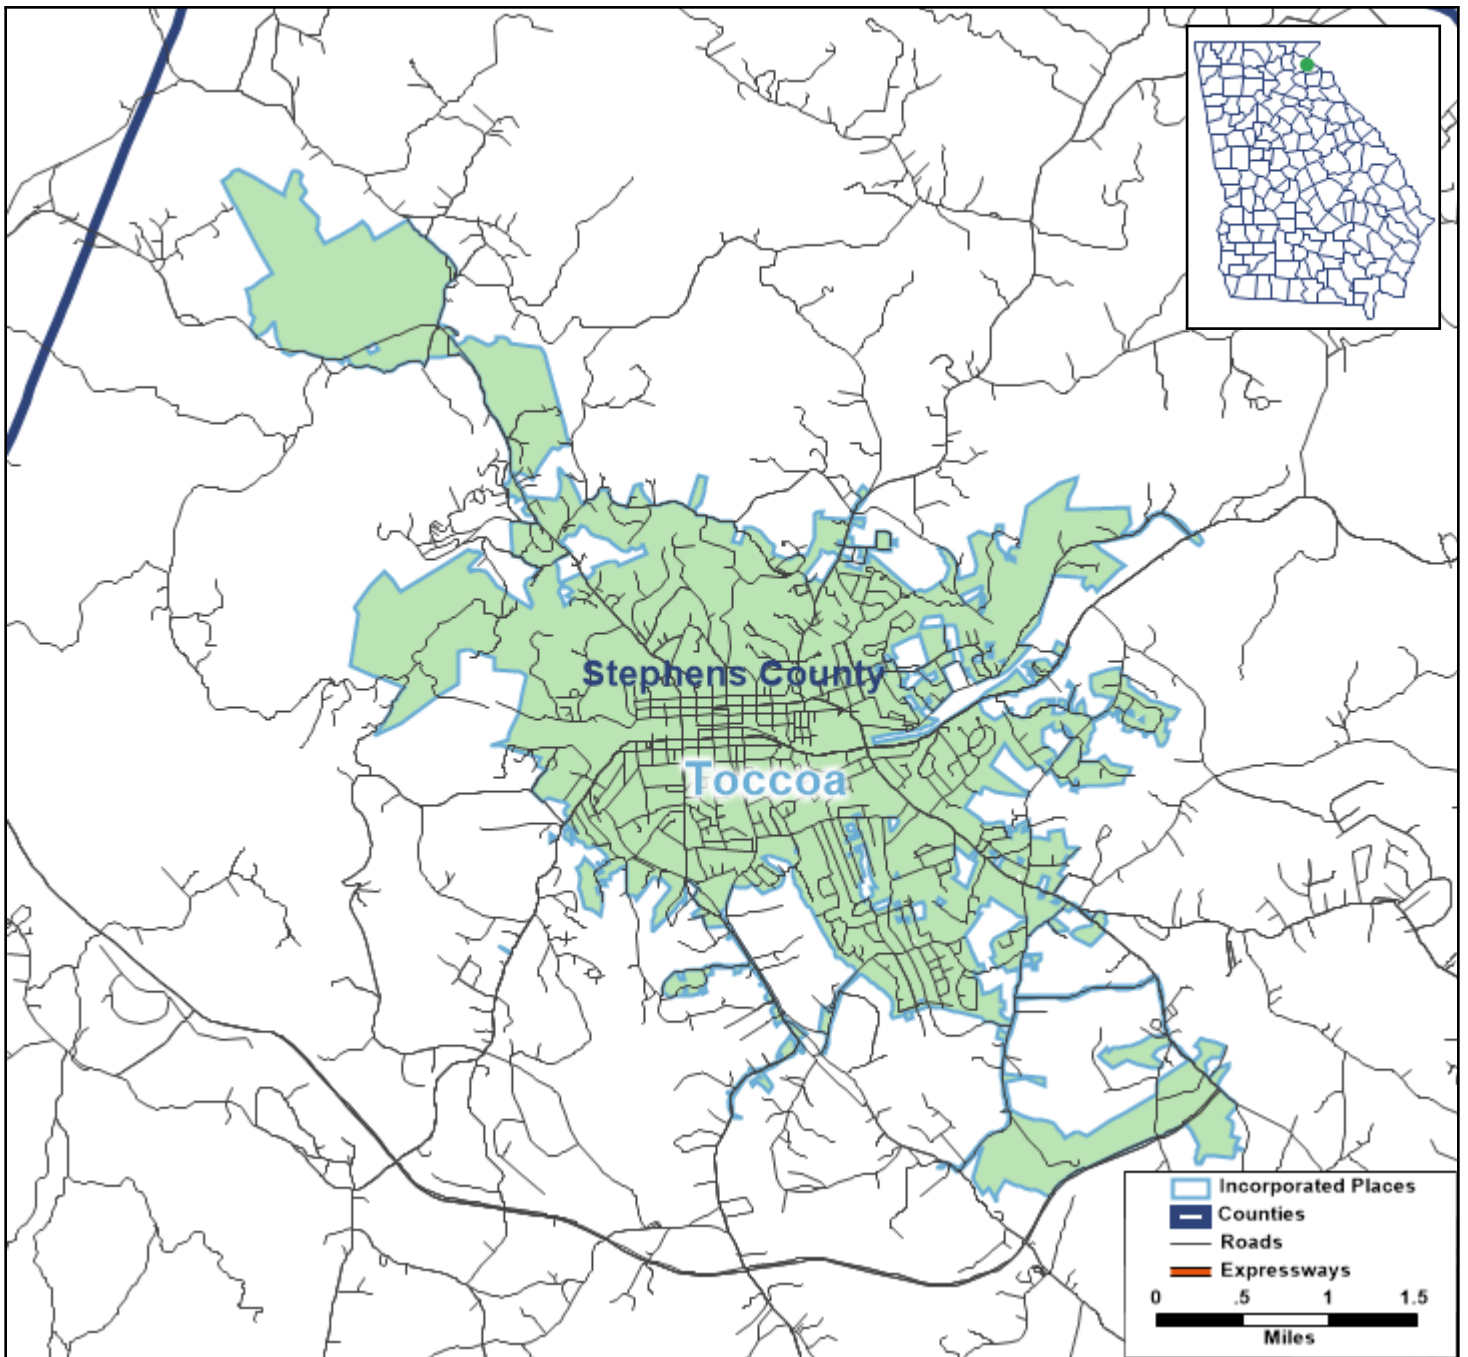 Stephens County
Toccoa
Incorporated Places
Counties
Roads
Expressways
0 .5 1 1.5
Miles